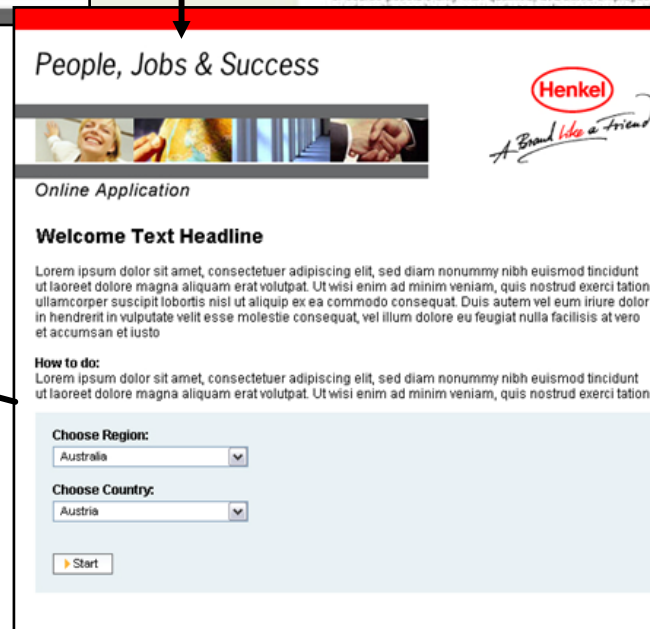 People, Jobs & Success
Henkel
A Brand like a Friend
Online Application
Welcome Text Headline
Lorem ipsum dolor sit amet, consectetuer adipiscing elit, sed diam nonummy nibh euismod tincidunt
ut laoreet dolore magna aliquam erat volutpat. Ut wisi enim ad minim veniam, quis nostrud exerci tation
ullamcorper suscipit lobortis nisl ut aliquip ex ea commodo consequat. Duis autem vel eum iriure dolor
in hendrerit in vulputate velit esse molestie consequat, vel illum dolore eu feugiat nulla facilisis at vero
et accumsan et iusto
How to do:
Lorem ipsum dolor sit amet, consectetuer adipiscing elit, sed diam nonummy nibh euismod tincidunt
ut laoreet dolore magna aliquam erat volutpat. Ut wisi enim ad minim veniam, quis nostrud exerci tation
Choose Region:
Australia
Choose Country:
Austria
Start